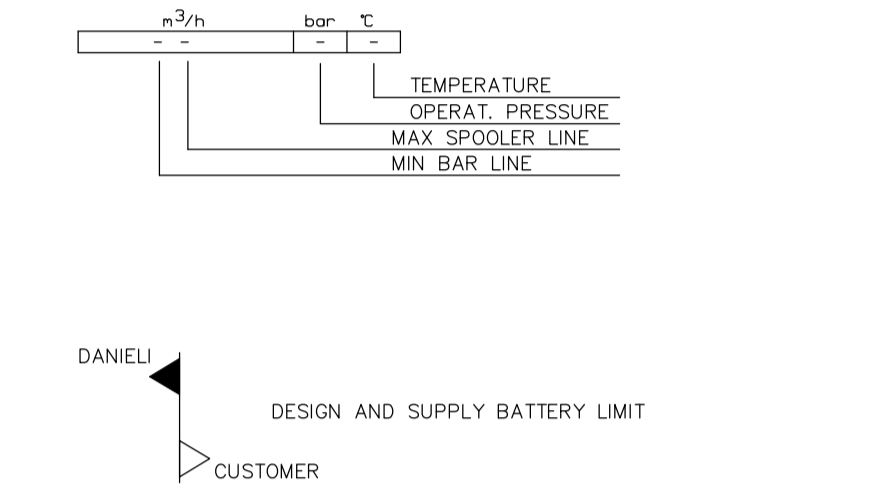 m³/h bar °C
- - - -
TEMPERATURE
OPERAT. PRESSURE
MAX SPOOLER LINE
MIN BAR LINE
DANIELI
DESIGN AND SUPPLY BATTERY LIMIT
CUSTOMER